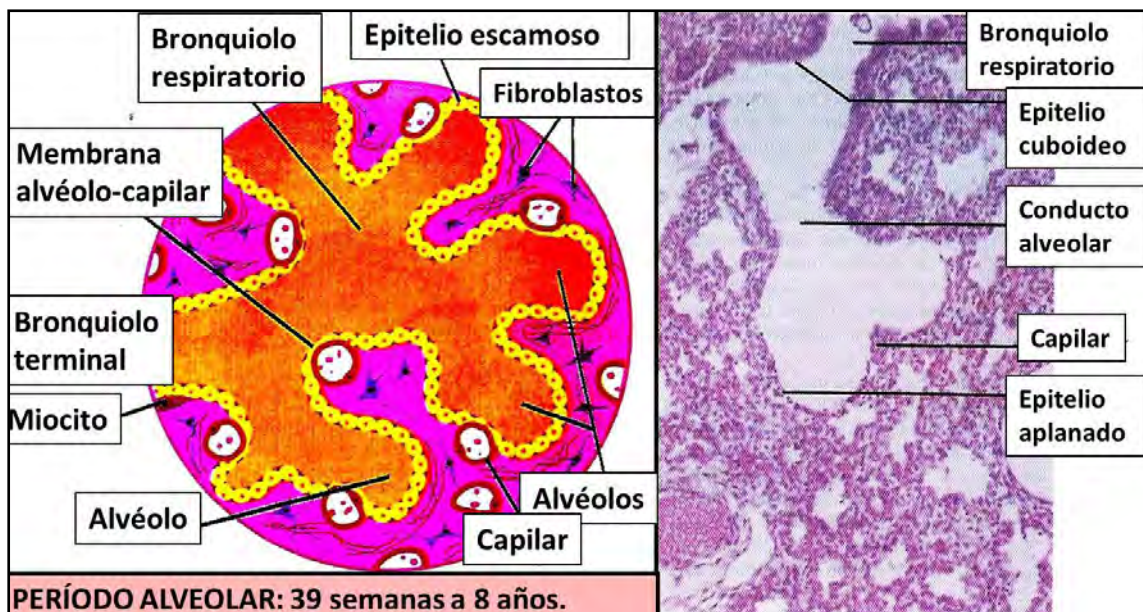 Bronquiolo
respiratorio
Epitelio escamoso
Fibroblastos
Membrana
alvéolo-capilar
Bronquiolo
terminal
Miocito
Alvéolo
Capilar
Alvéolos
PERÍODO ALVEOLAR: 39 semanas a 8 años.
Bronquiolo
respiratorio
Epitelio
cuboideo
Conducto
alveolar
Capilar
Epitelio
aplanado